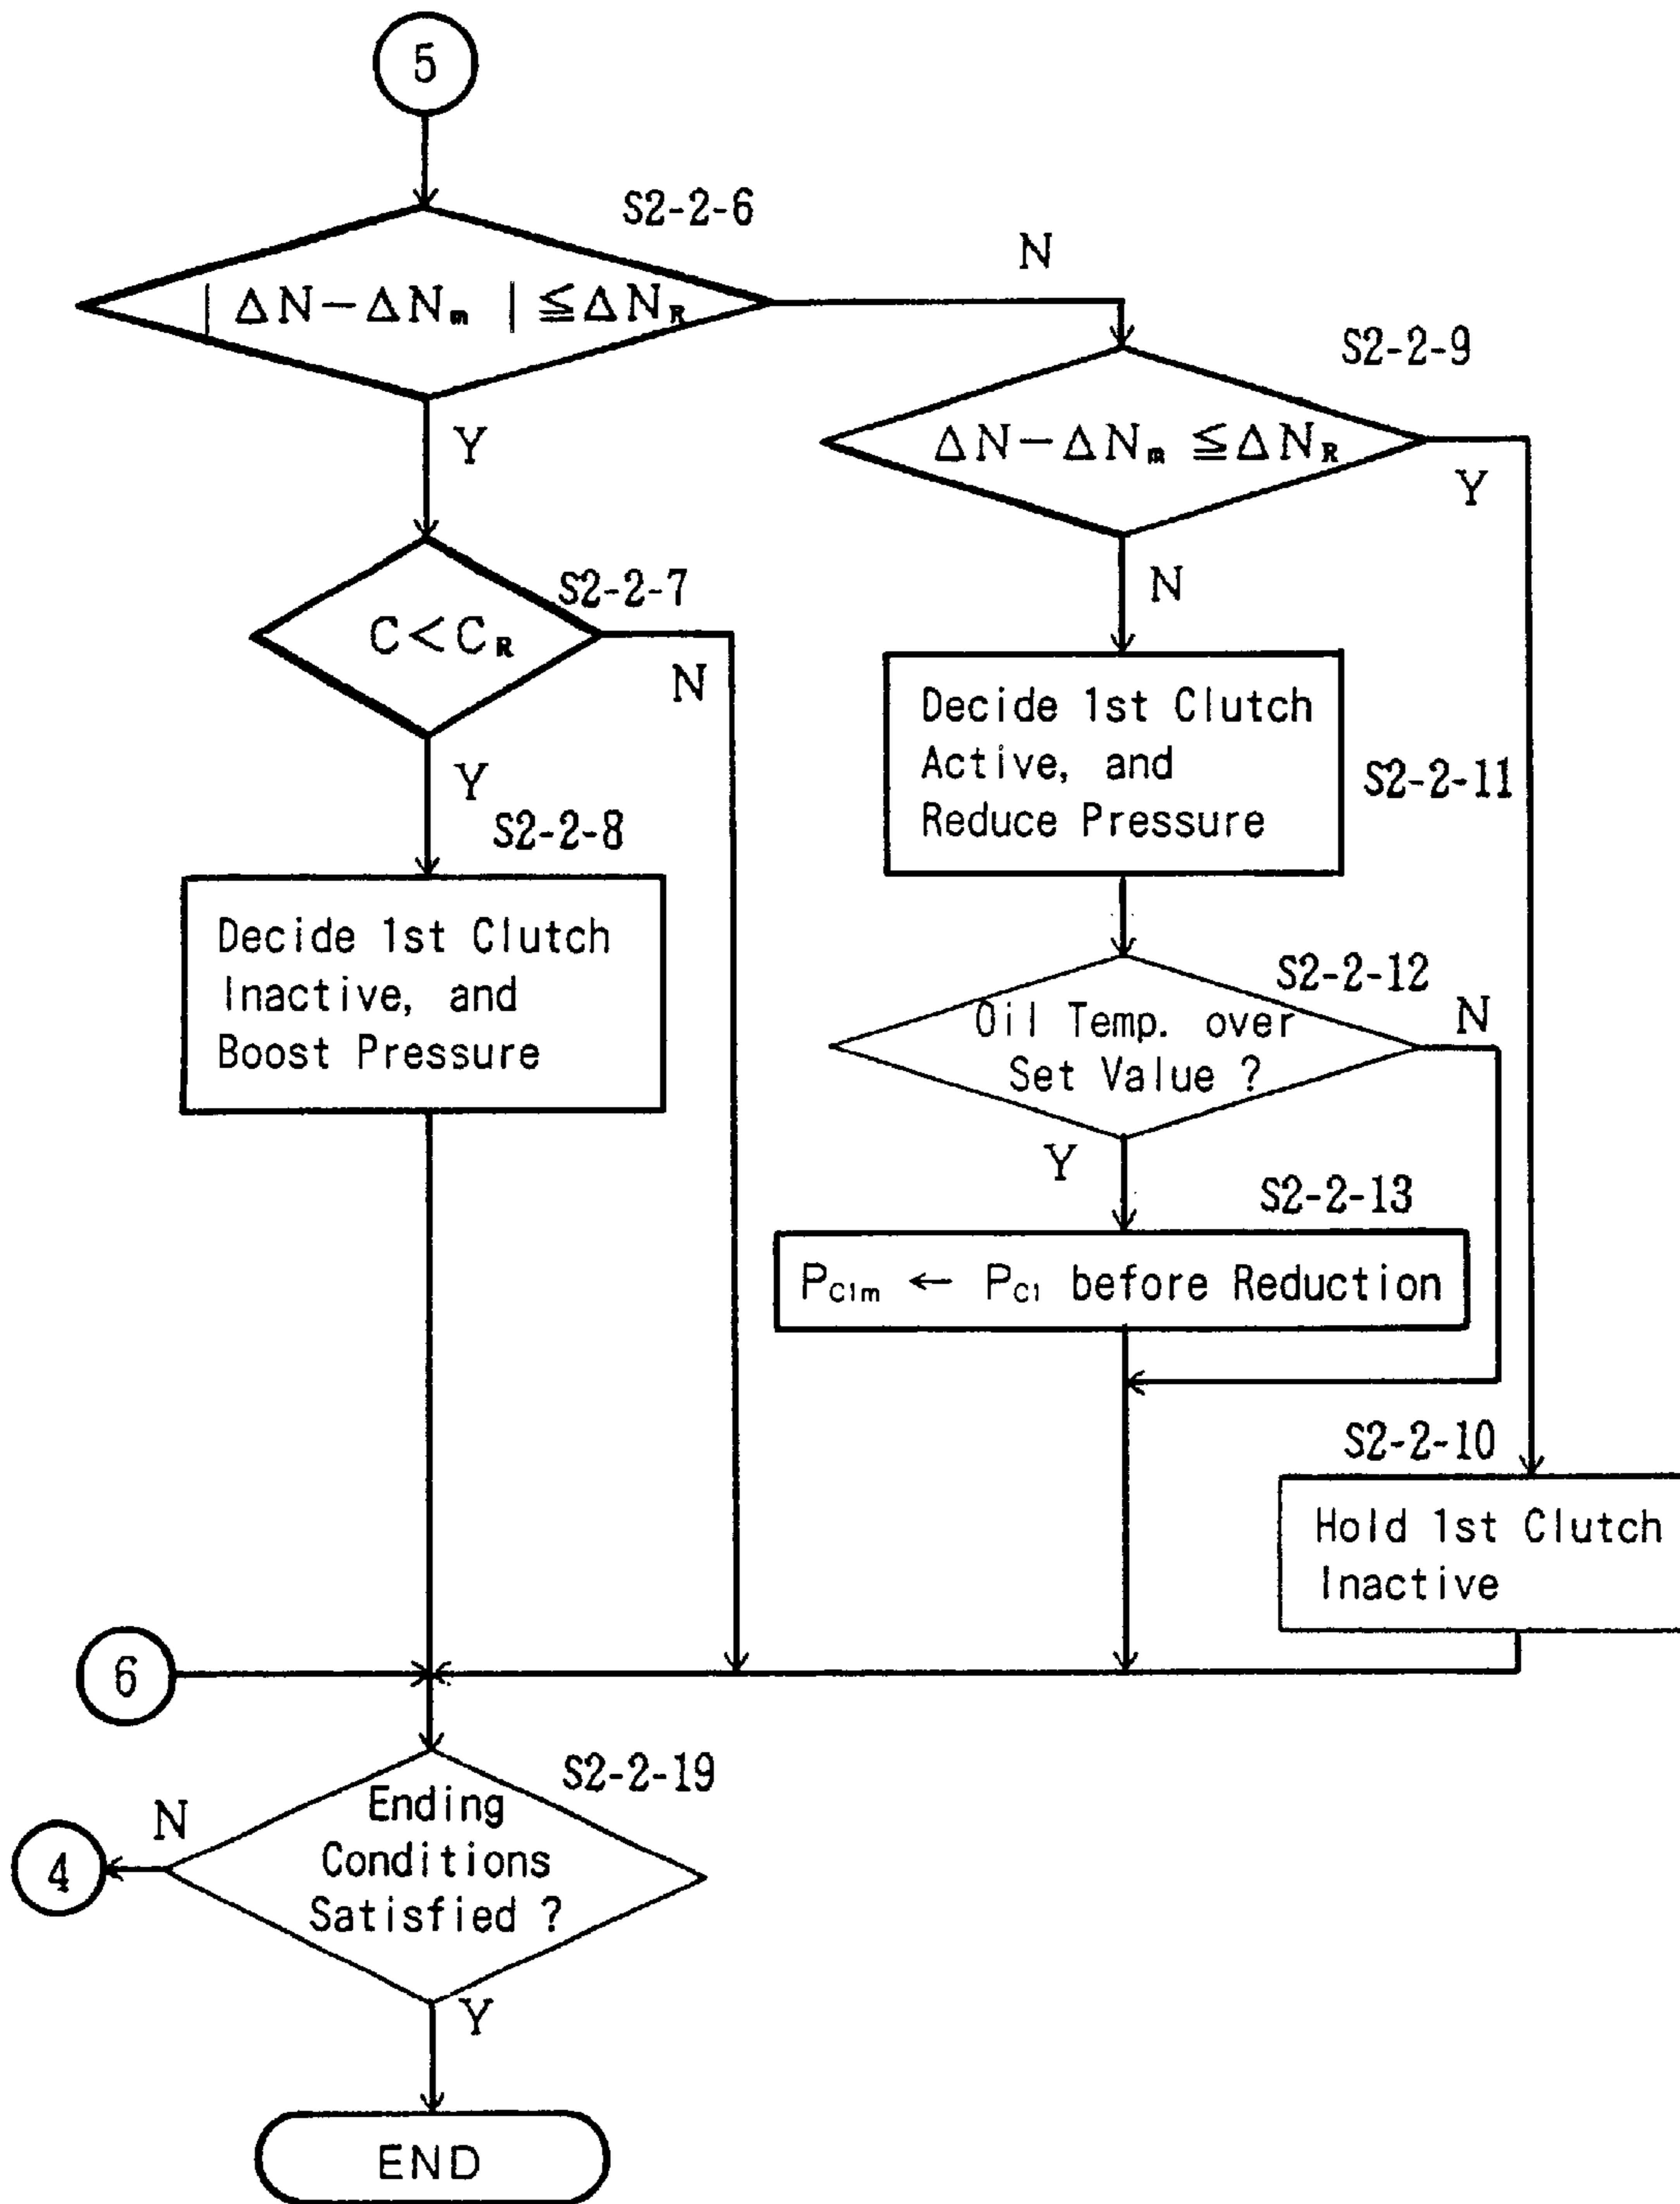 5
S2-2-6
N
| ΔN−ΔNm | ≦ΔNR
S2-2-9
ΔN−ΔNm ≦ΔNR
Y
Y
S2-2-7
C<CR
N
N
Decide 1st Clutch
Active, and
Reduce Pressure
S2-2-11
Y
S2-2-8
Decide 1st Clutch
Inactive, and
Boost Pressure
S2-2-12
Oil Temp. over
Set Value ?
N
Y
S2-2-13
PC1m ← PC1 before Reduction
S2-2-10
Hold 1st Clutch
Inactive
6
S2-2-19
Ending
Conditions
Satisfied ?
N
4
Y
END